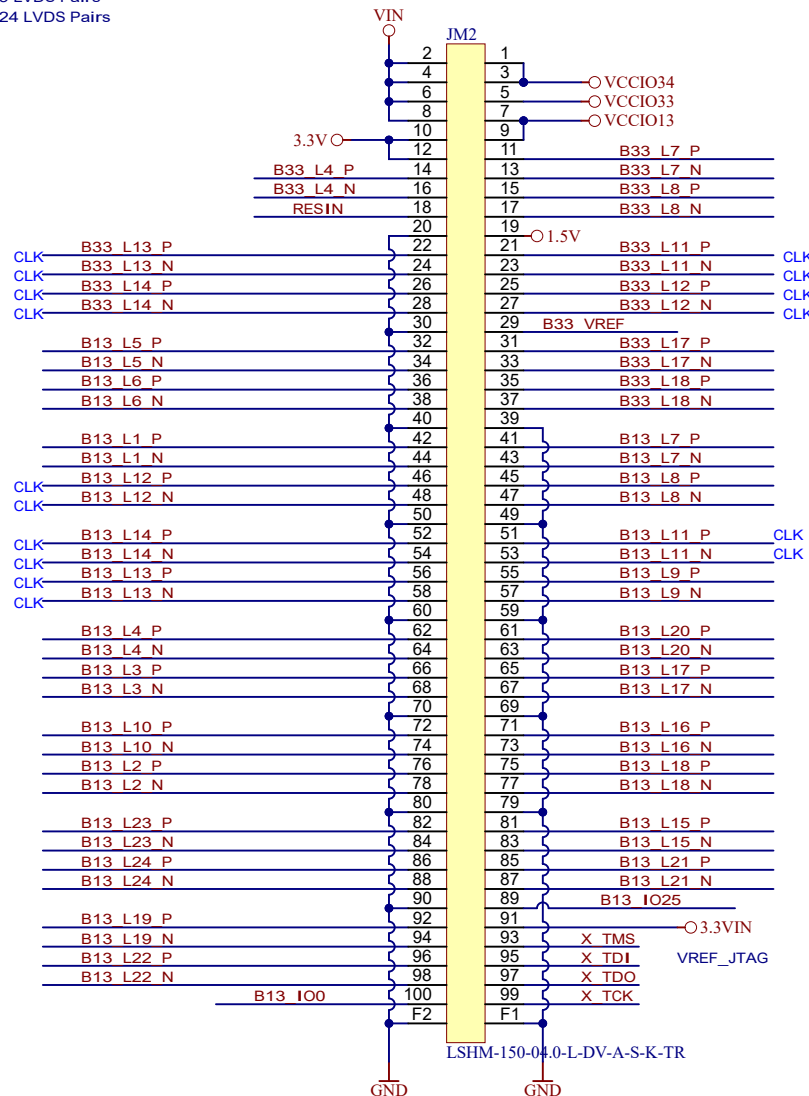 24 LVDS Pairs
VIN
JM2
2 1
4 3 VCCIO34
6 5 VCCIO33
8 7 VCCIO13
3.3V 10 9
12 11 B33_L7_P
B33_L4_P 14 13 B33_L7_N
B33_L4_N 16 15 B33_L8_P
RESIN 18 17 B33_L8_N
20 19 1.5V
CLK B33_L13_P 22 21 B33_L11_P CLK
CLK B33_L13_N 24 23 B33_L11_N CLK
CLK B33_L14_P 26 25 B33_L12_P CLK
CLK B33_L14_N 28 27 B33_L12_N CLK
30 29 B33_VREF
B13_L5_P 32 31 B33_L17_P
B13_L5_N 34 33 B33_L17_N
B13_L6_P 36 35 B33_L18_P
B13_L6_N 38 37 B33_L18_N
40 39
B13_L1_P 42 41 B13_L7_P
B13_L1_N 44 43 B13_L7_N
CLK B13_L12_P 46 45 B13_L8_P
CLK B13_L12_N 48 47 B13_L8_N
50 49
CLK B13_L14_P 52 51 B13_L11_P CLK
CLK B13_L14_N 54 53 B13_L11_N CLK
CLK B13_L13_P 56 55 B13_L9_P
CLK B13_L13_N 58 57 B13_L9_N
60 59
B13_L4_P 62 61 B13_L20_P
B13_L4_N 64 63 B13_L20_N
B13_L3_P 66 65 B13_L17_P
B13_L3_N 68 67 B13_L17_N
70 69
B13_L10_P 72 71 B13_L16_P
B13_L10_N 74 73 B13_L16_N
B13_L2_P 76 75 B13_L18_P
B13_L2_N 78 77 B13_L18_N
80 79
B13_L23_P 82 81 B13_L15_P
B13_L23_N 84 83 B13_L15_N
B13_L24_P 86 85 B13_L21_P
B13_L24_N 88 87 B13_L21_N
90 89 B13_IO25
B13_L19_P 92 91 3.3VIN
B13_L19_N 94 93 X_TMS
B13_L22_P 96 95 X_TDI VREF_JTAG
B13_L22_N 98 97 X_TDO
B13_IO0 100 99 X_TCK
F2 F1
LSHM-150-04.0-L-DV-A-S-K-TR
GND GND